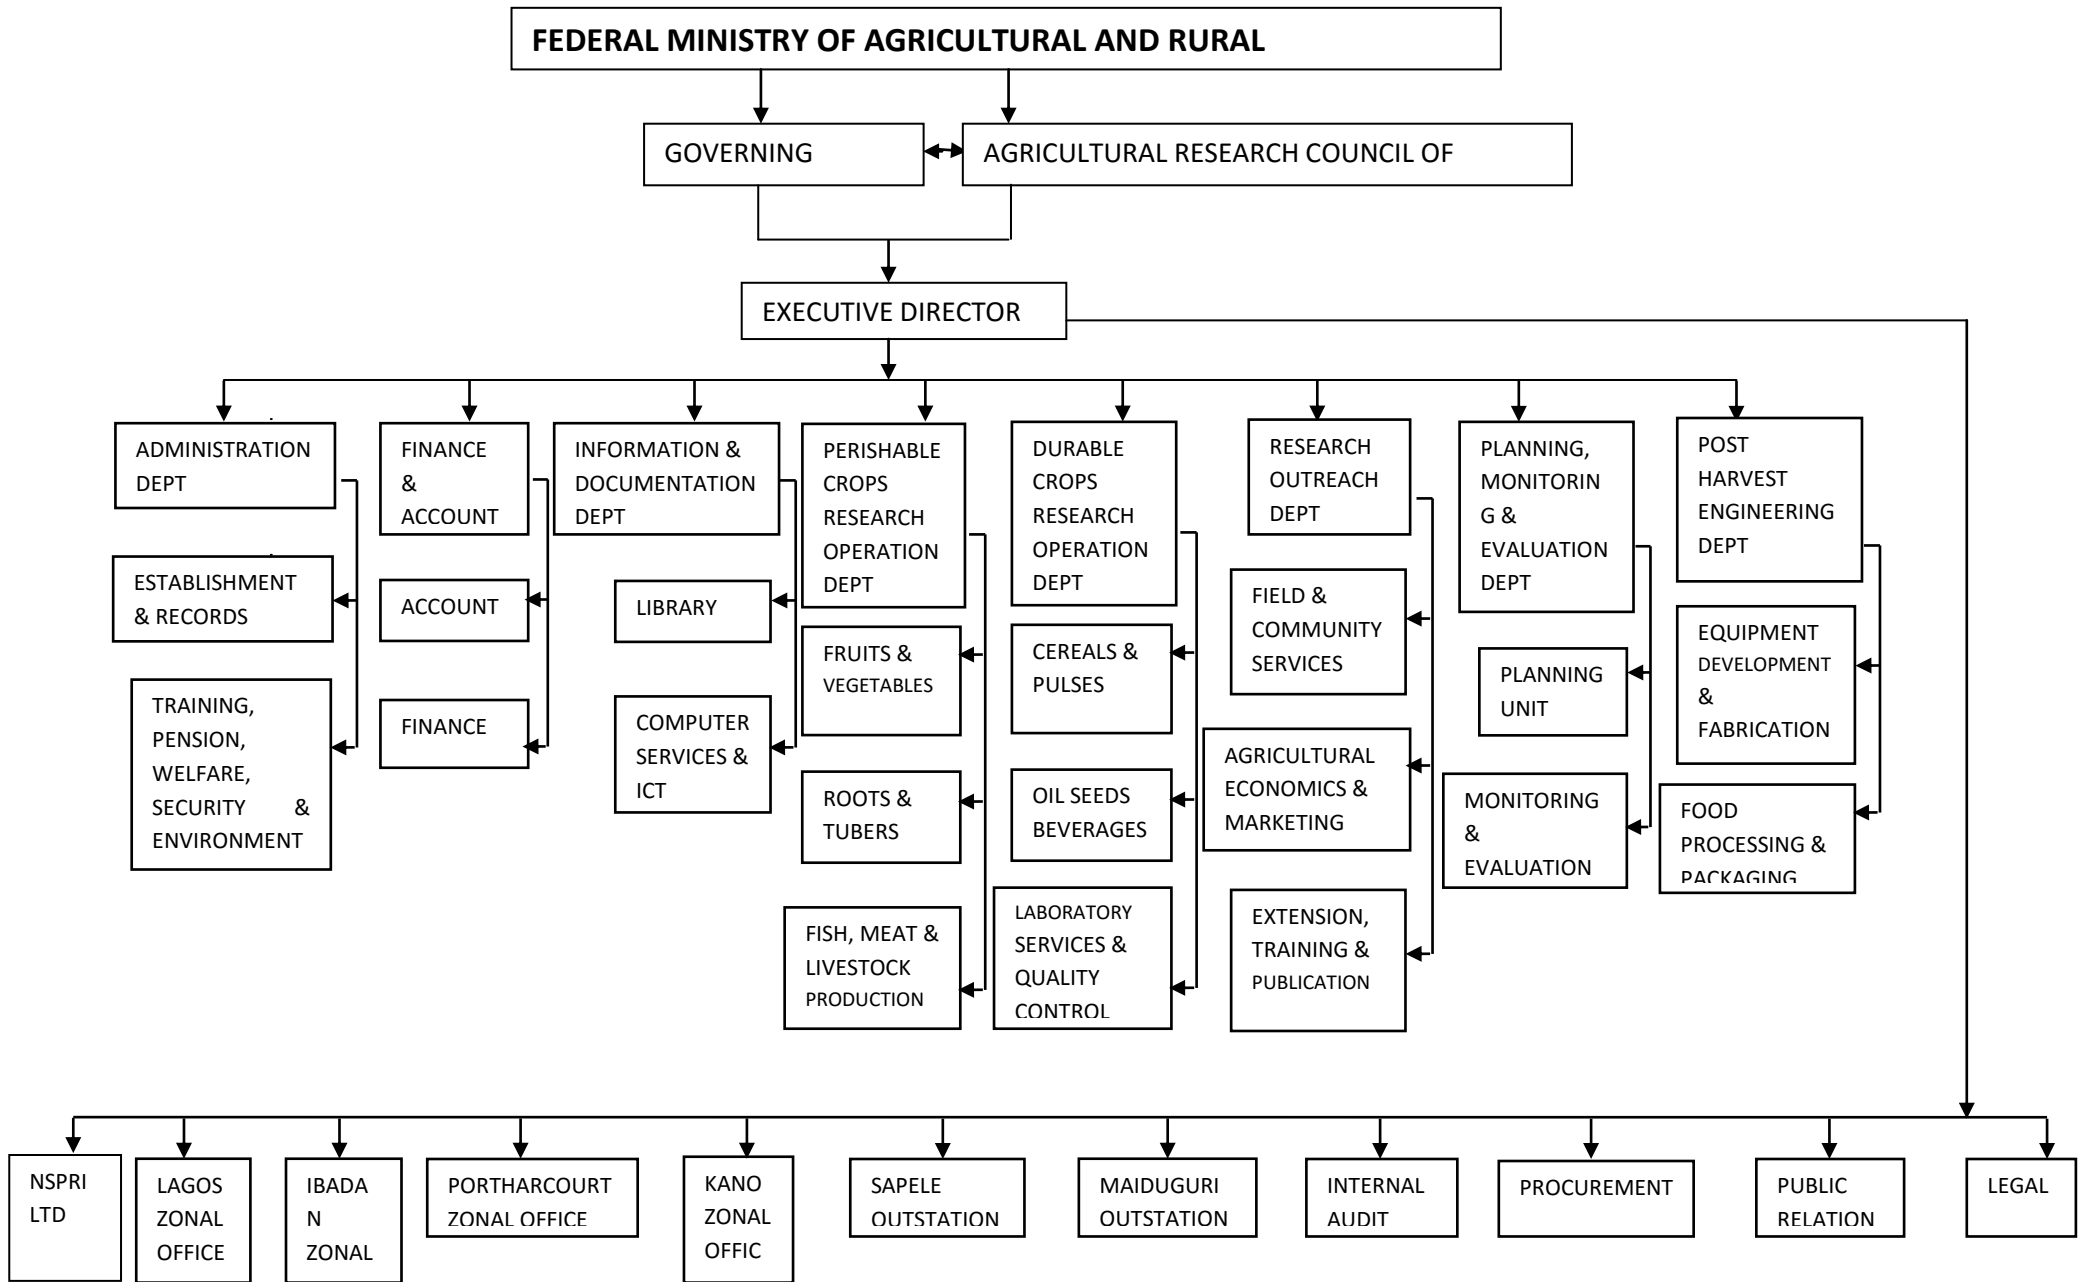 FEDERAL MINISTRY OF AGRICULTURAL AND RURAL
GOVERNING
AGRICULTURAL RESEARCH COUNCIL OF
EXECUTIVE DIRECTOR
ADMINISTRATION
DEPT
ESTABLISHMENT
& RECORDS
TRAINING,
PENSION,
WELFARE,
SECURITY &
ENVIRONMENT
FINANCE
&
ACCOUNT
ACCOUNT
FINANCE
INFORMATION &
DOCUMENTATION
DEPT
LIBRARY
COMPUTER
SERVICES &
ICT
PERISHABLE
CROPS
RESEARCH
OPERATION
DEPT
FRUITS &
VEGETABLES
ROOTS &
TUBERS
FISH, MEAT &
LIVESTOCK
PRODUCTION
DURABLE
CROPS
RESEARCH
OPERATION
DEPT
CEREALS &
PULSES
OIL SEEDS
BEVERAGES
LABORATORY
SERVICES &
QUALITY
CONTROL
RESEARCH
OUTREACH
DEPT
FIELD &
COMMUNITY
SERVICES
AGRICULTURAL
ECONOMICS &
MARKETING
EXTENSION,
TRAINING &
PUBLICATION
PLANNING,
MONITORIN
G &
EVALUATION
DEPT
PLANNING
UNIT
MONITORING
&
EVALUATION
POST
HARVEST
ENGINEERING
DEPT
EQUIPMENT
DEVELOPMENT
&
FABRICATION
FOOD
PROCESSING &
PACKAGING
NSPRI
LTD
LAGOS
ZONAL
OFFICE
IBADA
N
ZONAL
PORTHARCOURT
ZONAL OFFICE
KANO
ZONAL
OFFIC
SAPELE
OUTSTATION
MAIDUGURI
OUTSTATION
INTERNAL
AUDIT
PROCUREMENT
PUBLIC
RELATION
LEGAL